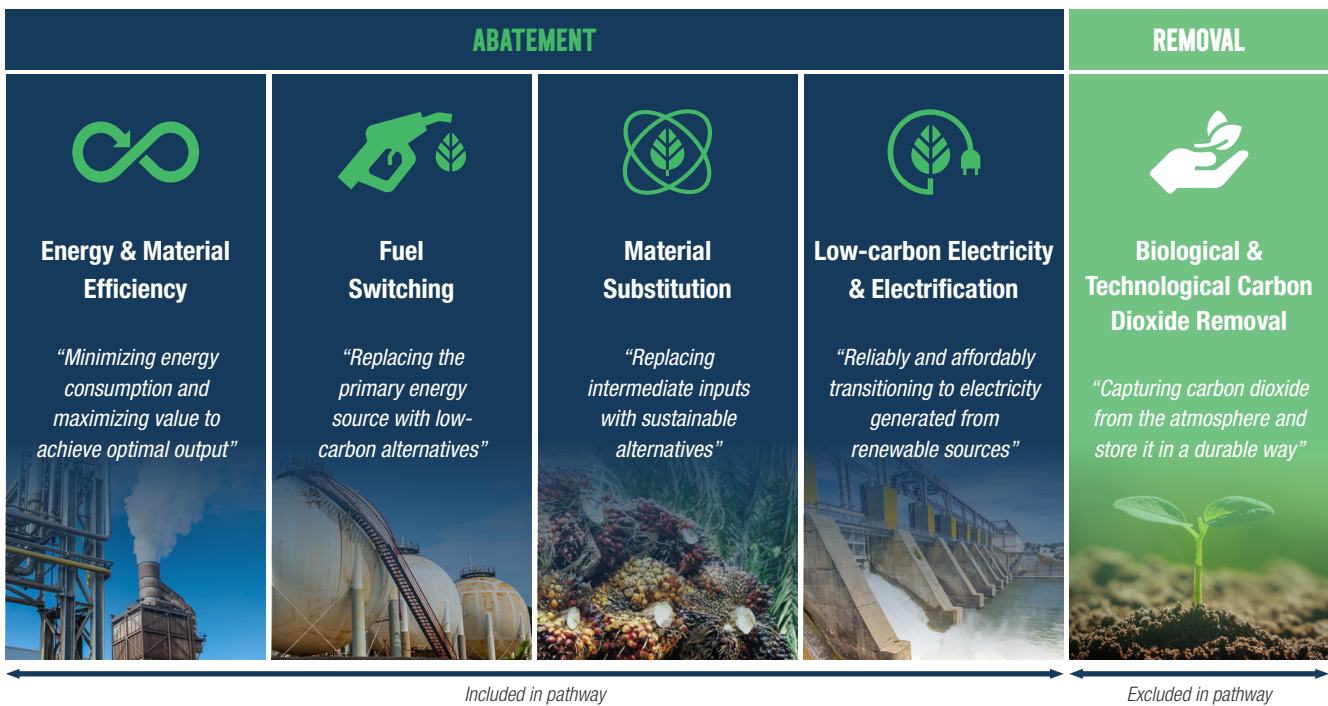 ABATEMENT
REMOVAL
Energy & Material
Efficiency
“Minimizing energy
consumption and
maximizing value to
achieve optimal output”
Fuel
Switching
“Replacing the
primary energy
source with low-
carbon alternatives”
Material
Substitution
“Replacing
intermediate inputs
with sustainable
alternatives”
Low-carbon Electricity
& Electrification
“Reliably and affordably
transitioning to electricity
generated from
renewable sources”
Biological &
Technological Carbon
Dioxide Removal
“Capturing carbon dioxide
from the atmosphere and
store it in a durable way”
Included in pathway
Excluded in pathway